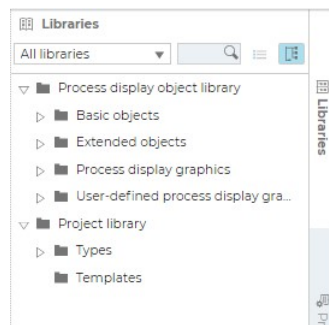 Libraries
All libraries
Process display object library
Basic objects
Extended objects
Process display graphics
User-defined process display gra...
Project library
Types
Templates
Libraries